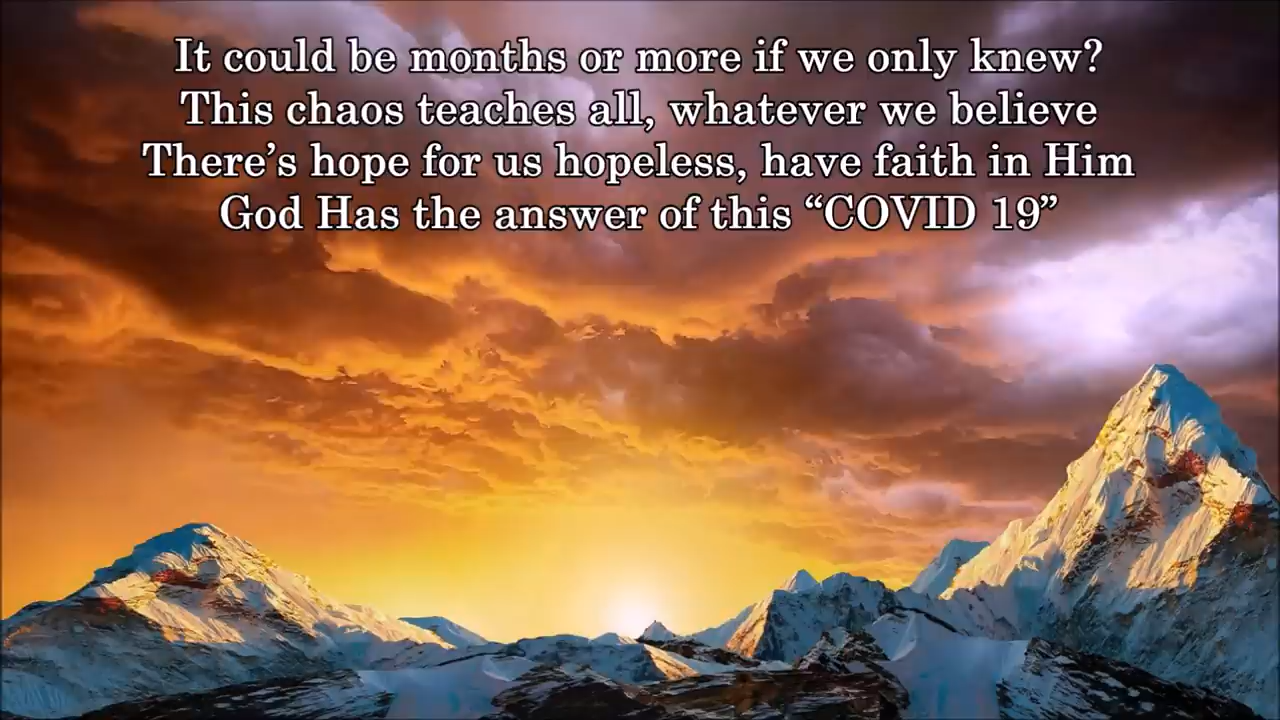 It could be months or more if we only knew?
This chaos teaches all, whatever we believe
There’s hope for us hopeless, have faith in Him
God Has the answer of this “COVID 19”